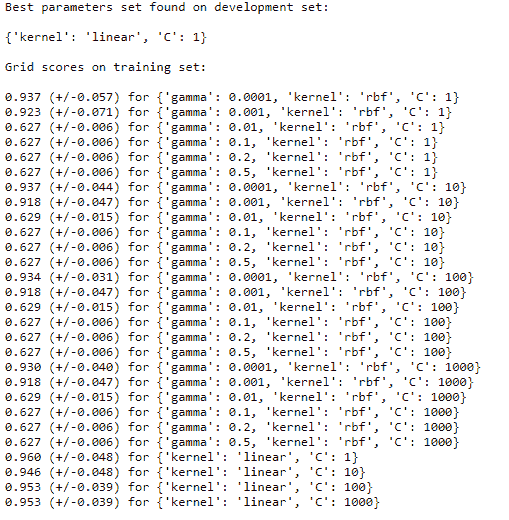 Best parameters set found on development set:
{'kernel': 'linear', 'C': 1}
Grid scores on training set:
0.937 (+/-0.057) for {'gamma': 0.0001, 'kernel': 'rbf', 'C': 1}
0.923 (+/-0.071) for {'gamma': 0.001, 'kernel': 'rbf', 'C': 1}
0.627 (+/-0.006) for {'gamma': 0.01, 'kernel': 'rbf', 'C': 1}
0.627 (+/-0.006) for {'gamma': 0.1, 'kernel': 'rbf', 'C': 1}
0.627 (+/-0.006) for {'gamma': 0.2, 'kernel': 'rbf', 'C': 1}
0.627 (+/-0.006) for {'gamma': 0.5, 'kernel': 'rbf', 'C': 1}
0.937 (+/-0.044) for {'gamma': 0.0001, 'kernel': 'rbf', 'C': 10}
0.918 (+/-0.047) for {'gamma': 0.001, 'kernel': 'rbf', 'C': 10}
0.629 (+/-0.015) for {'gamma': 0.01, 'kernel': 'rbf', 'C': 10}
0.627 (+/-0.006) for {'gamma': 0.1, 'kernel': 'rbf', 'C': 10}
0.627 (+/-0.006) for {'gamma': 0.2, 'kernel': 'rbf', 'C': 10}
0.627 (+/-0.006) for {'gamma': 0.5, 'kernel': 'rbf', 'C': 10}
0.934 (+/-0.031) for {'gamma': 0.0001, 'kernel': 'rbf', 'C': 100}
0.918 (+/-0.047) for {'gamma': 0.001, 'kernel': 'rbf', 'C': 100}
0.629 (+/-0.015) for {'gamma': 0.01, 'kernel': 'rbf', 'C': 100}
0.627 (+/-0.006) for {'gamma': 0.1, 'kernel': 'rbf', 'C': 100}
0.627 (+/-0.006) for {'gamma': 0.2, 'kernel': 'rbf', 'C': 100}
0.627 (+/-0.006) for {'gamma': 0.5, 'kernel': 'rbf', 'C': 100}
0.930 (+/-0.040) for {'gamma': 0.0001, 'kernel': 'rbf', 'C': 1000}
0.918 (+/-0.047) for {'gamma': 0.001, 'kernel': 'rbf', 'C': 1000}
0.629 (+/-0.015) for {'gamma': 0.01, 'kernel': 'rbf', 'C': 1000}
0.627 (+/-0.006) for {'gamma': 0.1, 'kernel': 'rbf', 'C': 1000}
0.627 (+/-0.006) for {'gamma': 0.2, 'kernel': 'rbf', 'C': 1000}
0.627 (+/-0.006) for {'gamma': 0.5, 'kernel': 'rbf', 'C': 1000}
0.960 (+/-0.048) for {'kernel': 'linear', 'C': 1}
0.946 (+/-0.048) for {'kernel': 'linear', 'C': 10}
0.953 (+/-0.039) for {'kernel': 'linear', 'C': 100}
0.953 (+/-0.039) for {'kernel': 'linear', 'C': 1000}